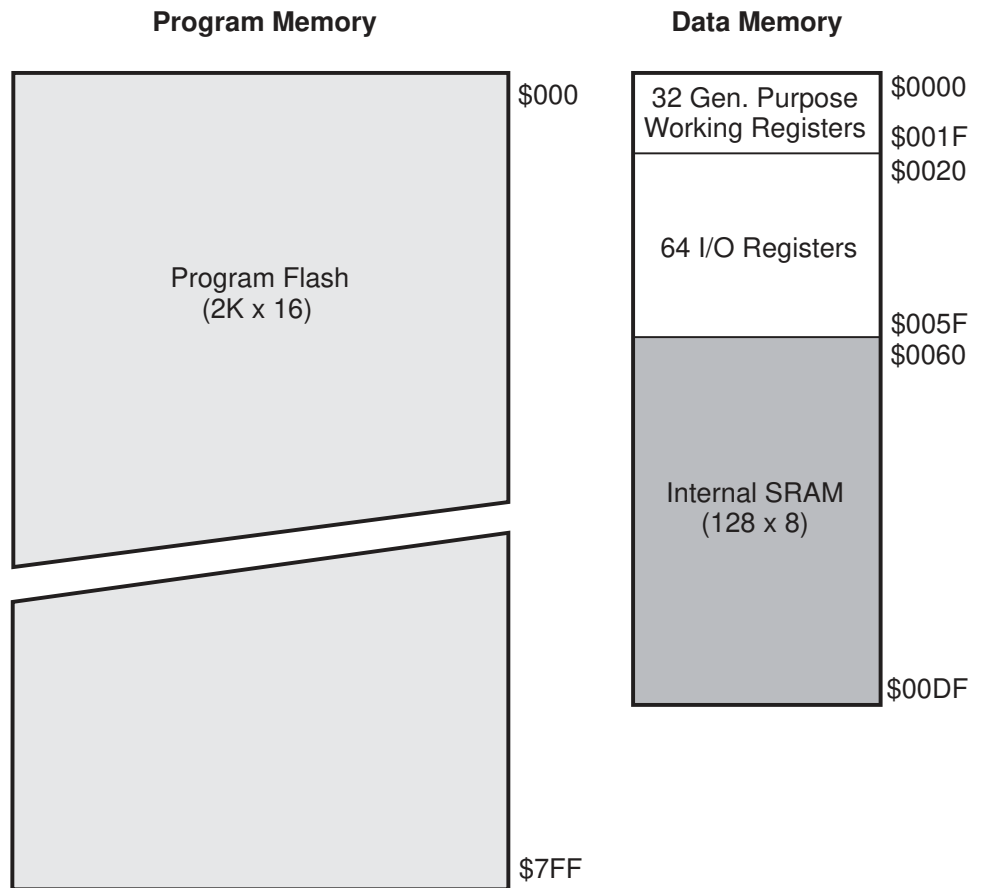 Program Memory
$000
Program Flash
(2K x 16)
$7FF
Data Memory
32 Gen. Purpose
Working Registers
$0000
$001F
$0020
64 I/O Registers
$005F
$0060
Internal SRAM
(128 x 8)
$00DF